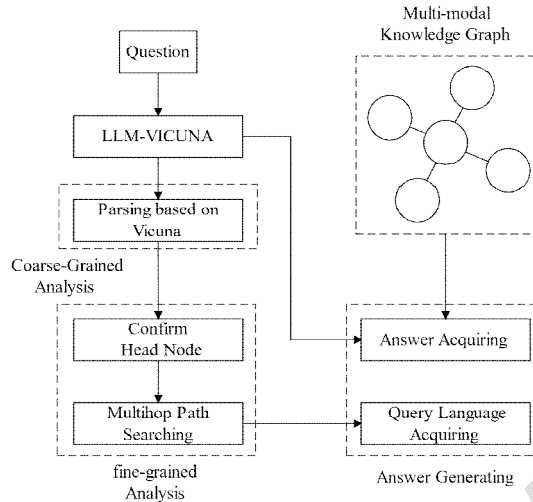 Multi-modal
Knowledge Graph
Question
LLM-VICUNA
Parsing based on
Vicuna
Coarse-Grained
Analysis
Confirm
Head Node
Answer Acquiring
Multihop Path
Searching
Query Language
Acquiring
fine-grained
Analysis
Answer Generating